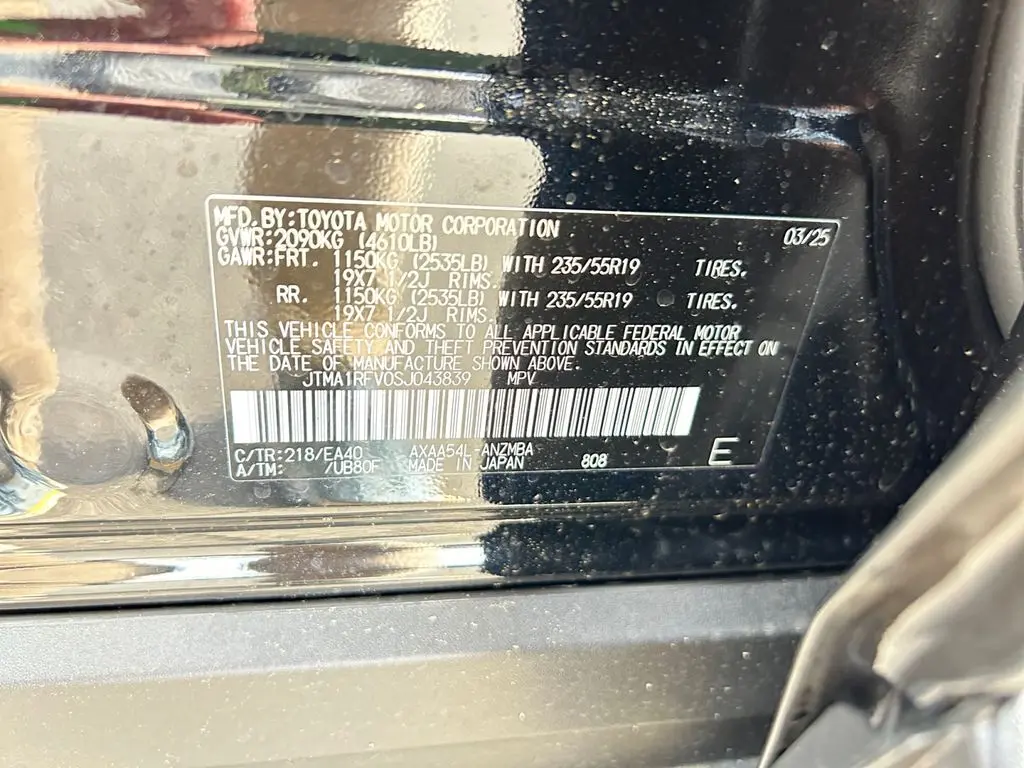 MFD.BY:TOYOTA MOTOR CORPORATION 03/25
GVWR:2090KG (4610LB)
GAWR:FRT. 1150KG (2535LB) WITH 235/55R19 TIRES.
19X7 1/2J RIMS.
RR. 1150KG (2535LB) WITH 235/55R19 TIRES.
19X7 1/2J RIMS.
THIS VEHICLE CONFORMS TO ALL APPLICABLE FEDERAL MOTOR
VEHICLE SAFETY AND THEFT PREVENTION STANDARDS IN EFFECT ON
THE DATE OF MANUFACTURE SHOWN ABOVE.
JTMA1RFV0SJ043839 MPV
C/TR:218/EA40 AXAA54L-ANZMBA
A/TM: /UB80F MADE IN JAPAN 808 E